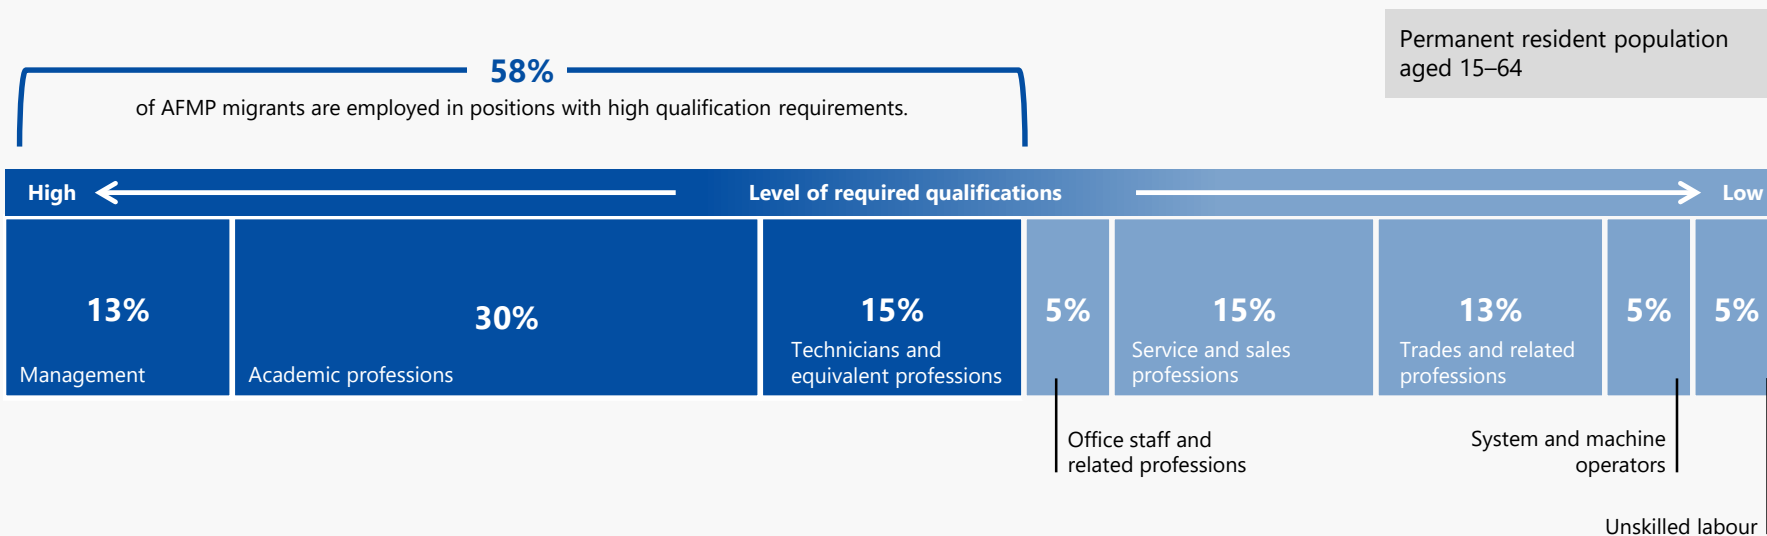 Permanent resident population
aged 15–64
58%
of AFMP migrants are employed in positions with high qualification requirements.
High
Level of required qualifications
Low
13%
Management
30%
Academic professions
15%
Technicians and
equivalent professions
5%
Office staff and
related professions
15%
Service and sales
professions
13%
Trades and related
professions
5%
System and machine
operators
5%
Unskilled labour